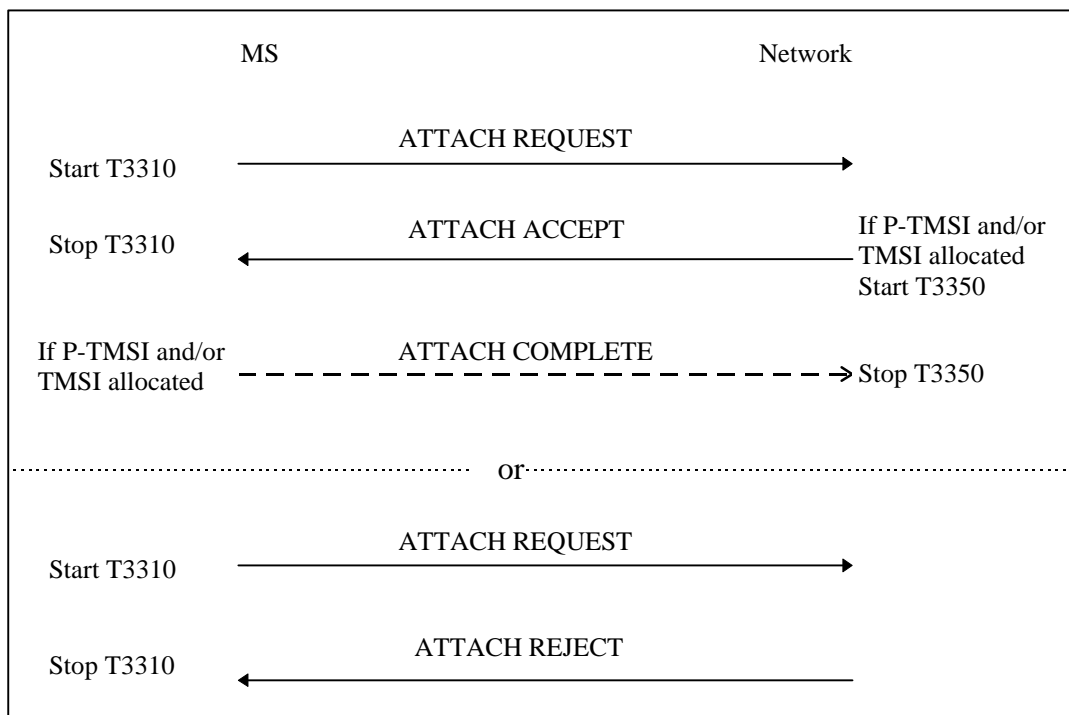 MS
Network
ATTACH REQUEST
Start T3310
ATTACH ACCEPT
Stop T3310
If P-TMSI and/or
TMSI allocated
Start T3350
If P-TMSI and/or
TMSI allocated
ATTACH COMPLETE
Stop T3350
or
ATTACH REQUEST
Start T3310
ATTACH REJECT
Stop T3310